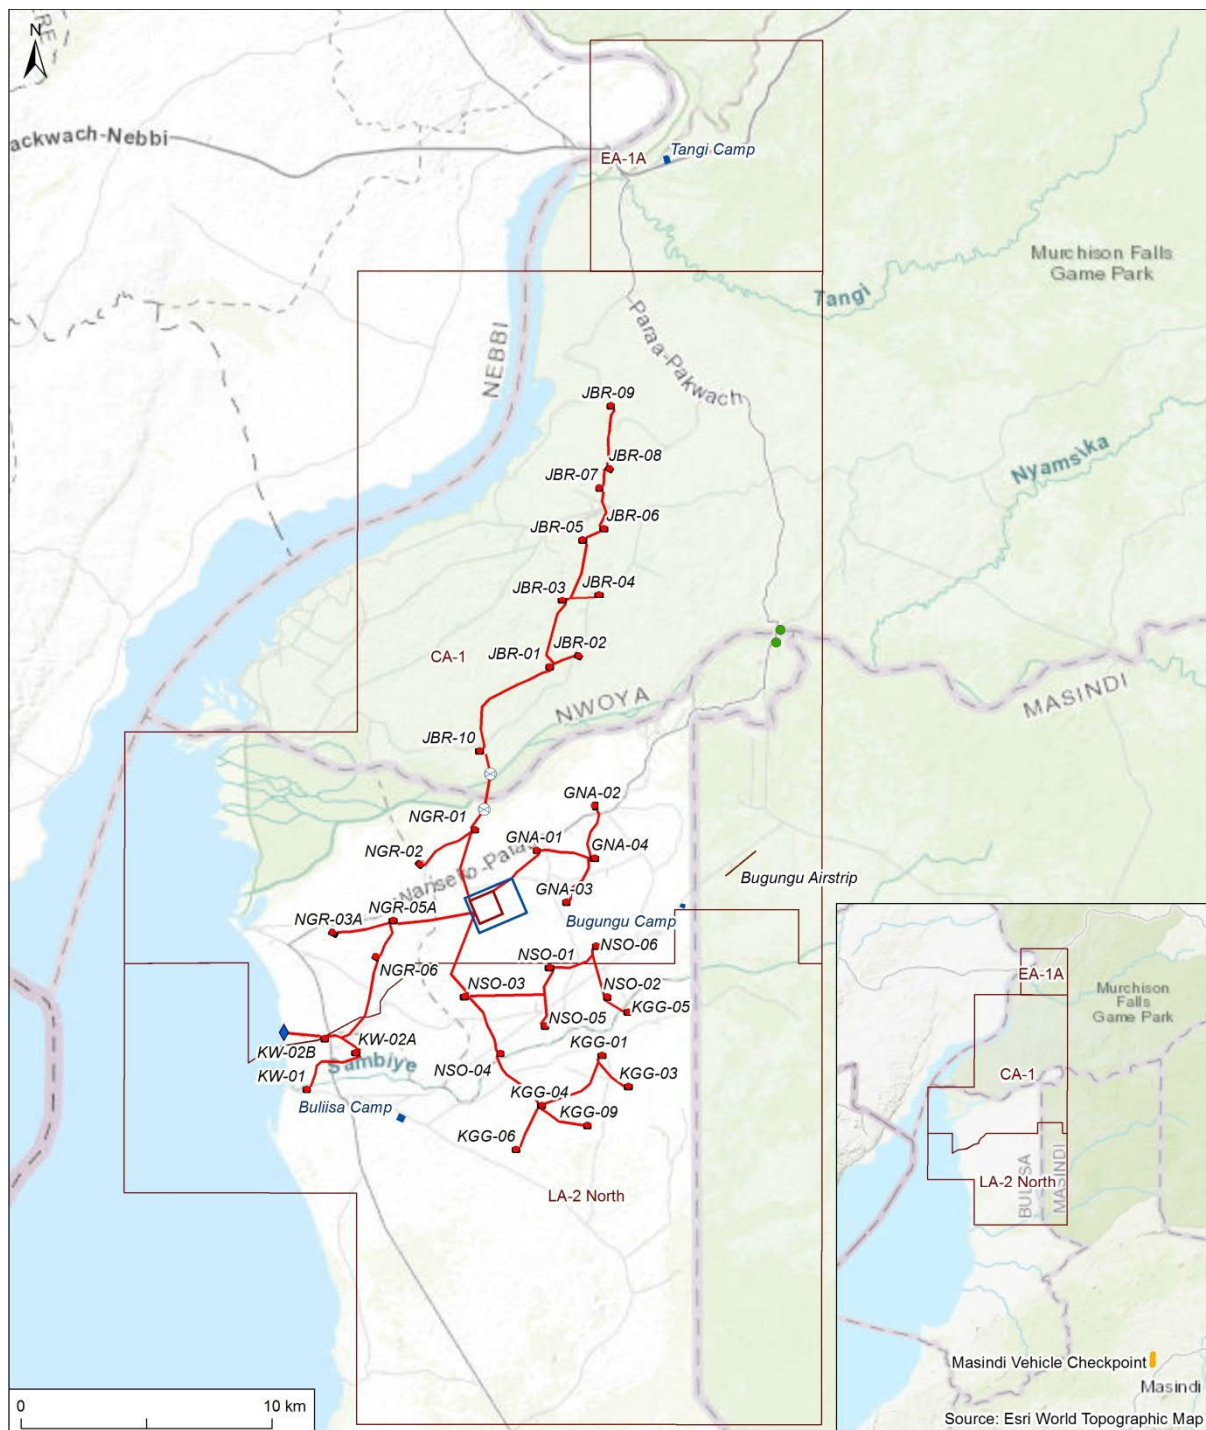 N
RE
ackwach-Nebbi
EA-1A
Tangi Camp
Murchison Falls
Game Park
Tangi
NEBBI
Paraa-Pakwach
JBR-09
Nyamsika
JBR-08
JBR-07
JBR-06
JBR-05
JBR-04
JBR-03
JBR-02
JBR-01
CA-1
NWOYA
MASINDI
JBR-10
GNA-02
NGR-01
GNA-01
NGR-02
GNA-04
Bugungu Airstrip
GNA-03
NGR-05A
NGR-03A
Bugungu Camp
NSO-06
NSO-01
NGR-06
NSO-03
NSO-02
KGG-05
NSO-05
KW-02A
KW-02B
Sambiye
KGG-01
NSO-04
KW-01
KGG-03
KGG-04
Buliisa Camp
KGG-09
KGG-06
LA-2 North
EA-1A
Murchison
Falls
Game Park
CA-1
LA-2 North
MASINDI
Masindi Vehicle Checkpoint
Masindi
0
10 km
Source: Esri World Topographic Map